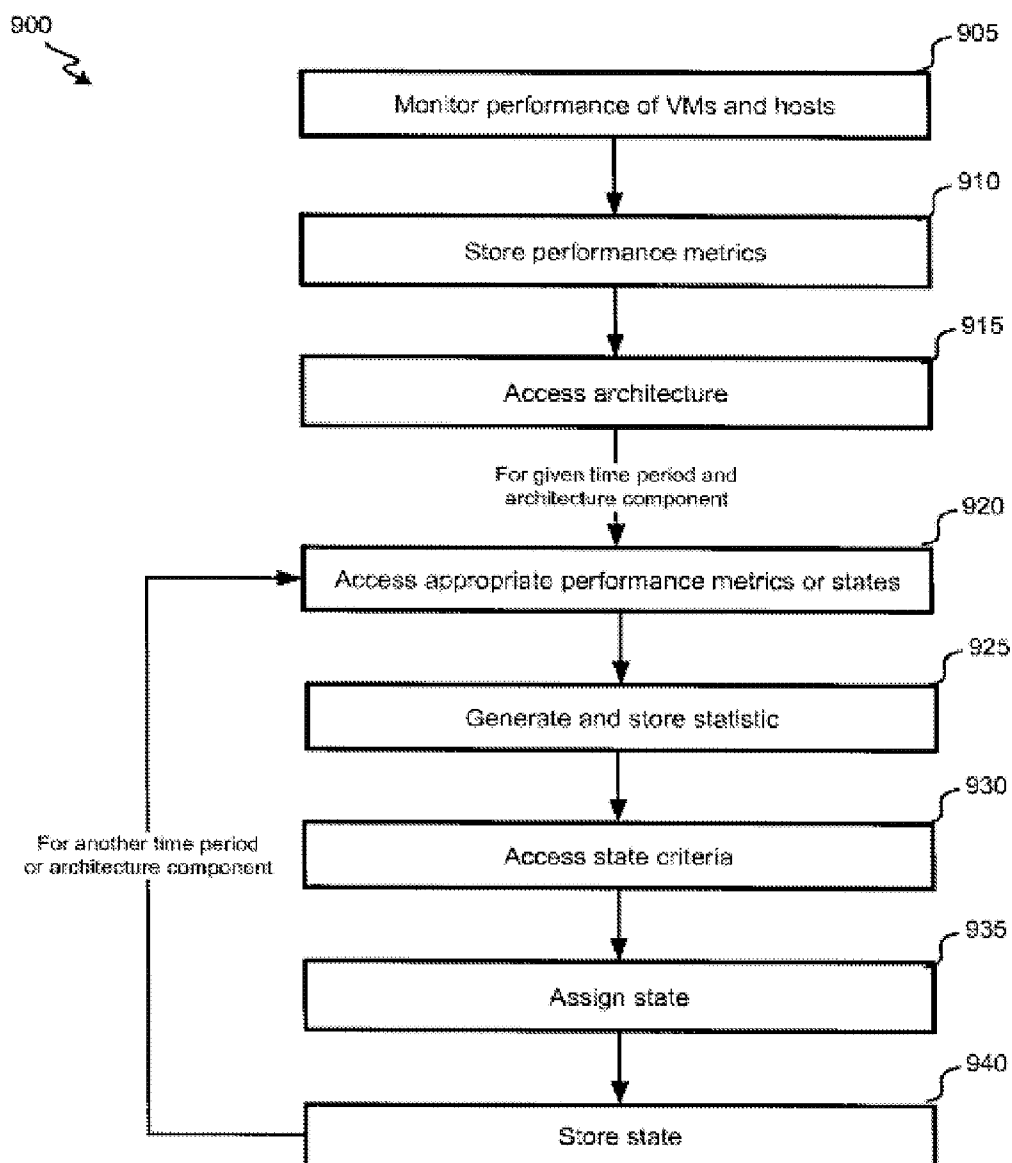 900
905
Monitor performance of VMs and hosts
910
Store performance metrics
915
Access architecture
For given time period and
architecture component
920
Access appropriate performance metrics or states
925
Generate and store statistic
930
Access state criteria
For another time period
or architecture component
935
Assign state
940
Store state